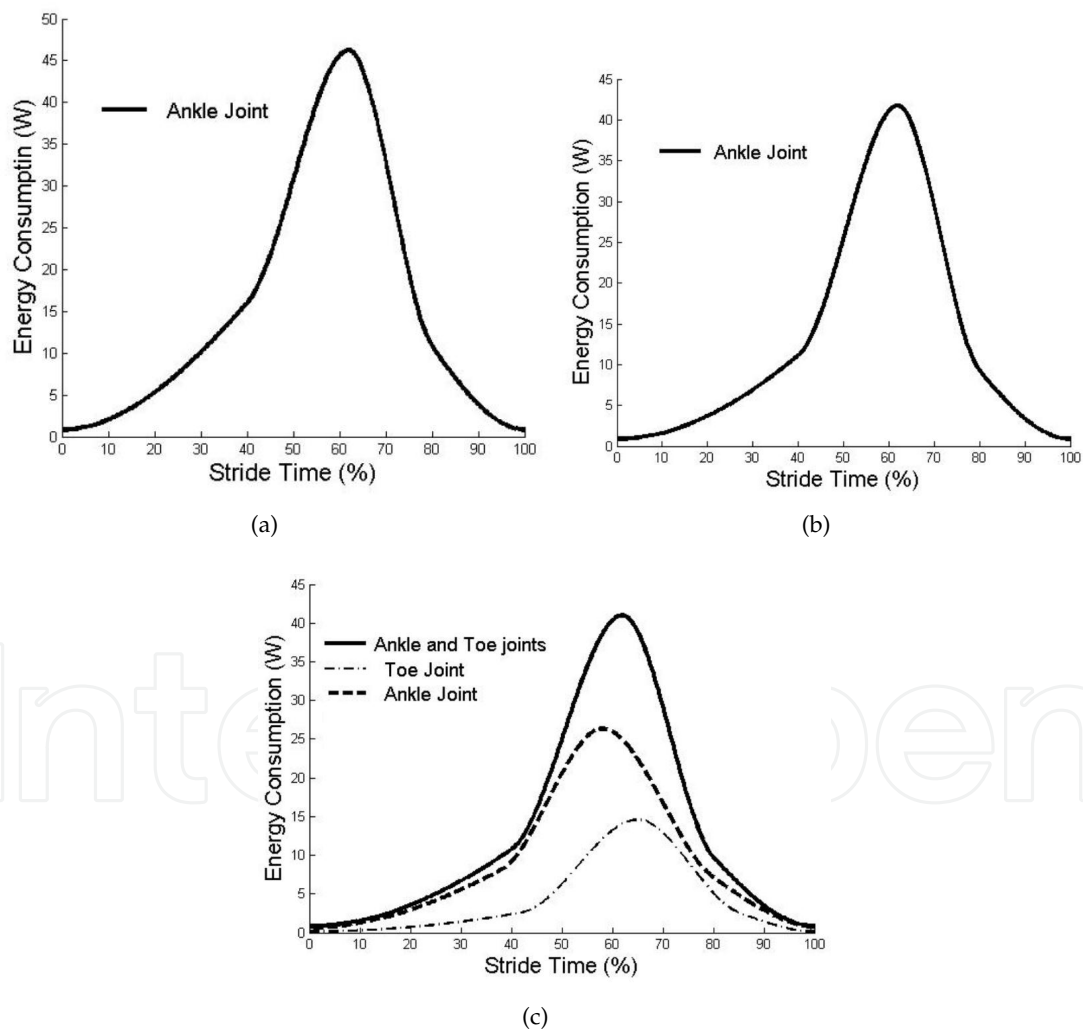 50
45
40
35
30
25
20
15
10
5
0
Energy Consumptin (W)
Ankle Joint
0 10 20 30 40 50 60 70 80 90 100
Stride Time (%)
(a)
45
40
35
30
25
20
15
10
5
0
Energy Consumption (W)
Ankle Joint
0 10 20 30 40 50 60 70 80 90 100
Stride Time (%)
(b)
45
40
35
30
25
20
15
10
5
0
Energy Consumption (W)
Ankle and Toe joints
Toe Joint
Ankle Joint
0 10 20 30 40 50 60 70 80 90 100
Stride Time (%)
(c)